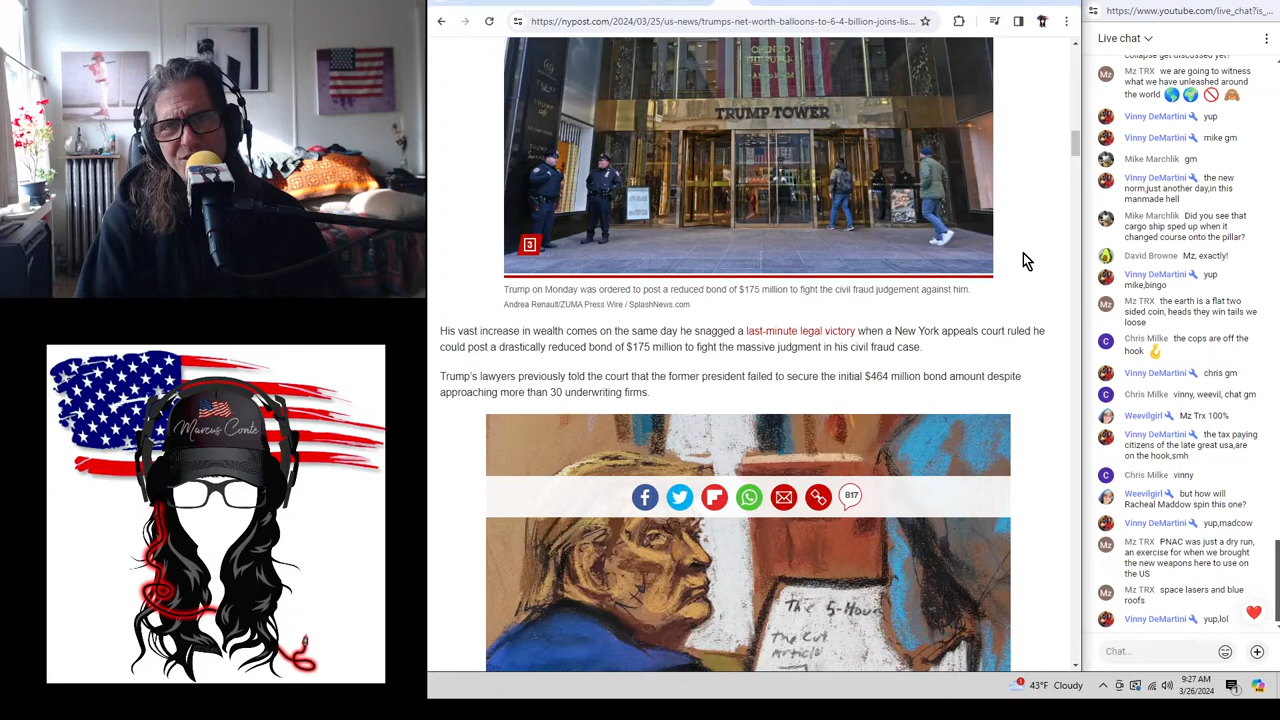 https://nypost.com/2024/03/25/us-news/trumps-net-worth-balloons-to-6-4-billion-joins-lis...
https://www.youtube.com/live_chat?is_...
TRUMP TOWER
3
Trump on Monday was ordered to post a reduced bond of $175 million to fight the civil fraud judgement against him.
Andrea Renault/ZUMA Press Wire / SplashNews.com
His vast increase in wealth comes on the same day he snagged a last-minute legal victory when a New York appeals court ruled he
could post a drastically reduced bond of $175 million to fight the massive judgment in his civil fraud case.
Trump's lawyers previously told the court that the former president failed to secure the initial $464 million bond amount despite
approaching more than 30 underwriting firms.
817
The 5-Hour
the Cut
Article
Marcus Conte
Live chat
collapse get discussed yet?
Mz TRX we are going to witness
what we have unleashed around
the world
Vinny DeMartini yup
Vinny DeMartini mike gm
Mike Marchlik gm
Vinny DeMartini the new
norm,just another day,in this
manmade hell
Mike Marchlik Did you see that
cargo ship sped up when it
changed course onto the pillar?
David Browne Mz, exactly!
Vinny DeMartini yup
mike,bingo
Mz TRX the earth is a flat two
sided coin, heads they win tails we
loose
Chris Milke the cops are off the
hook
Vinny DeMartini chris gm
Chris Milke vinny, weevil, chat gm
Weevilgirl Mz Trx 100%
Vinny DeMartini the tax paying
citizens of the late great usa,are
on the hook,smh
Chris Milke vinny
Weevilgirl but how will
Racheal Maddow spin this one?
Vinny DeMartini yup,madcow
Mz TRX PNAC was just a dry run,
an exercise for when we brought
the new weapons here to use on
the US
Mz TRX space lasers and blue
roofs
Vinny DeMartini yup,lol
Chat...
43°F Cloudy
9:27 AM
3/26/2024